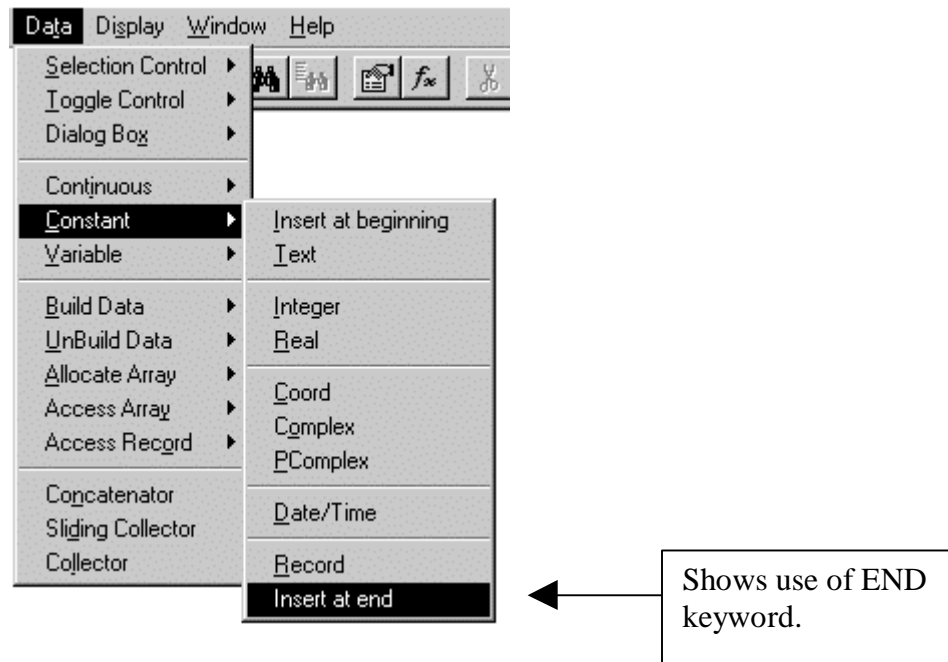 Data Display Window Help
Selection Control
Toggle Control
Dialog Box
Continuous
Constant
Variable
Build Data
UnBuild Data
Allocate Array
Access Array
Access Record
Concatenator
Sliding Collector
Collector
Insert at beginning
Text
Integer
Real
Coord
Complex
PComplex
Date/Time
Record
Insert at end
Shows use of END
keyword.